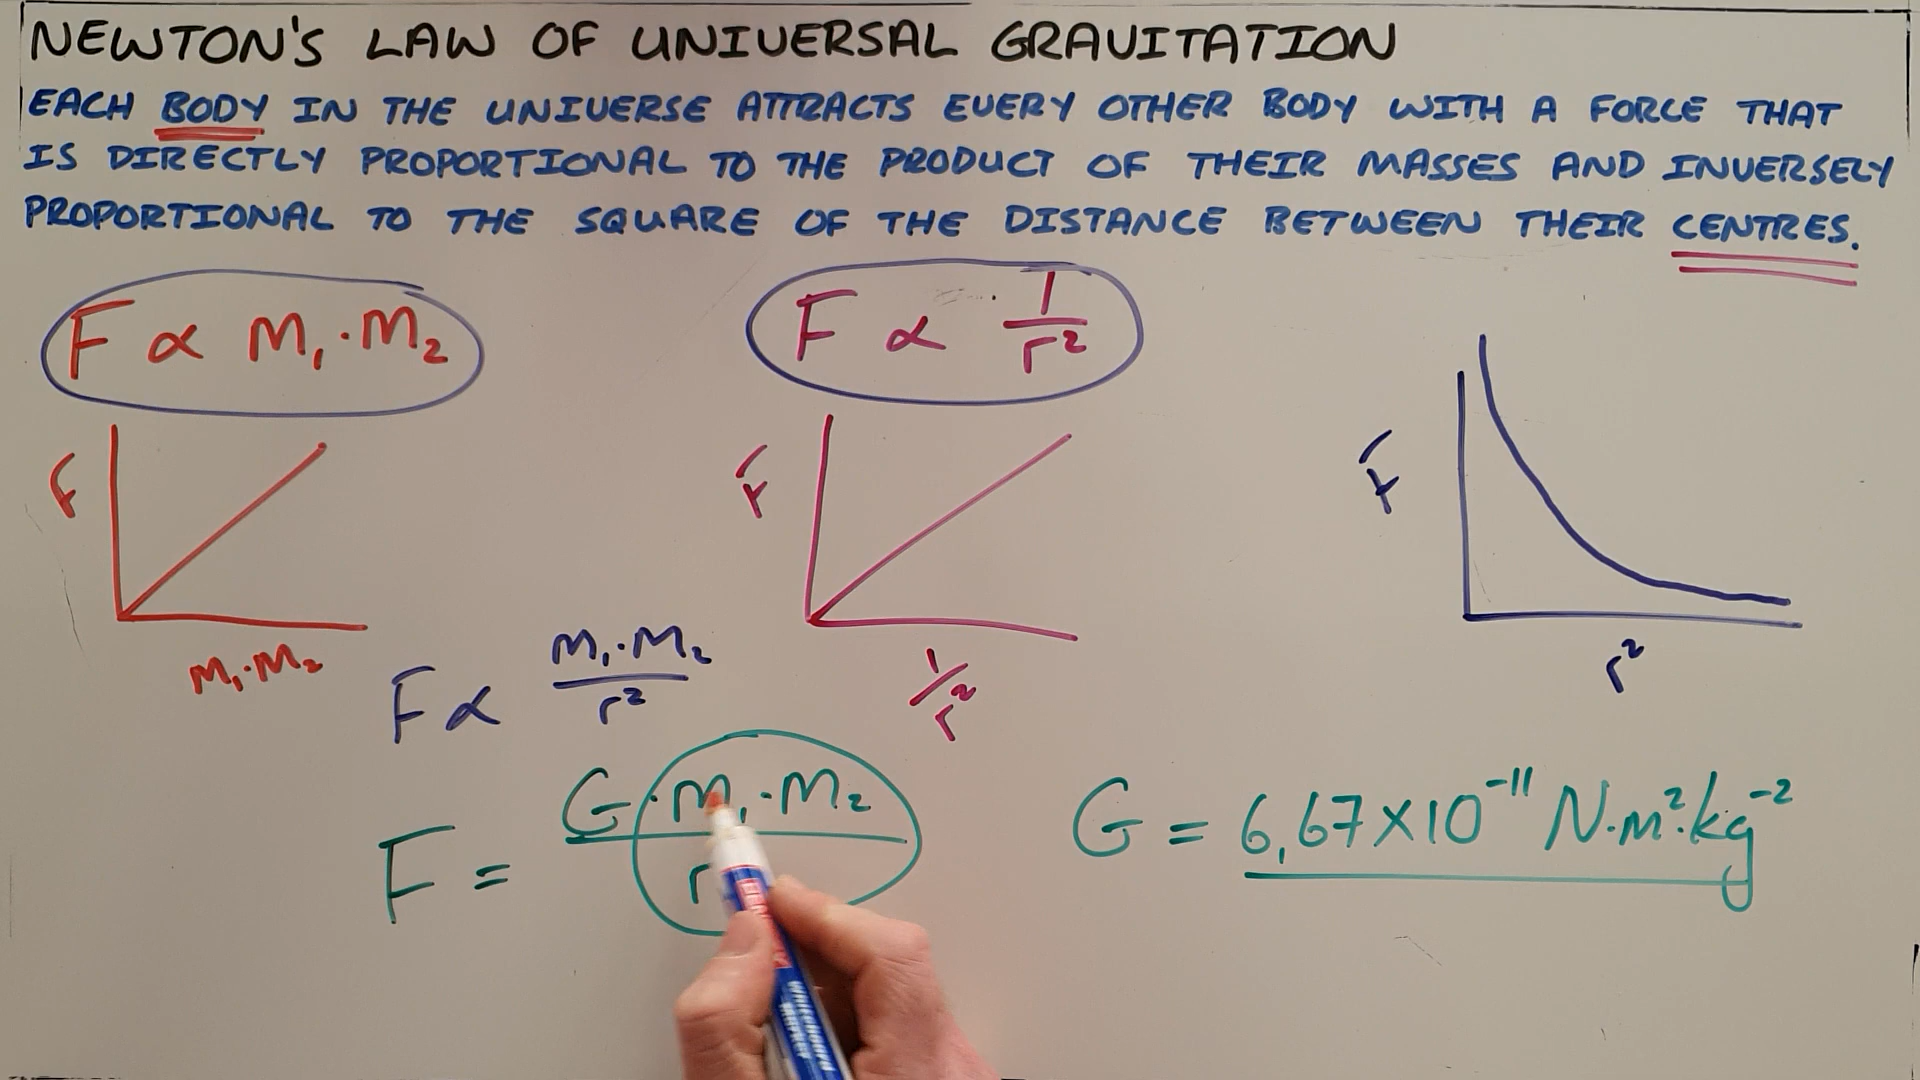 NEWTON'S LAW OF UNIVERSAL GRAVITATION
EACH BODY IN THE UNIVERSE ATTRACTS EVERY OTHER BODY WITH A FORCE THAT
IS DIRECTLY PROPORTIONAL TO THE PRODUCT OF THEIR MASSES AND INVERSELY
PROPORTIONAL TO THE SQUARE OF THE DISTANCE BETWEEN THEIR CENTRES.
F ∝ m₁·m₂
F ∝ 1/r²
F
m₁·m₂
F
1/r²
F
r²
F ∝ m₁·m₂/r²
F = G·m₁·m₂/r
G = 6,67×10⁻¹¹ N·m²·kg⁻²
WHITEBOARD
MARKER